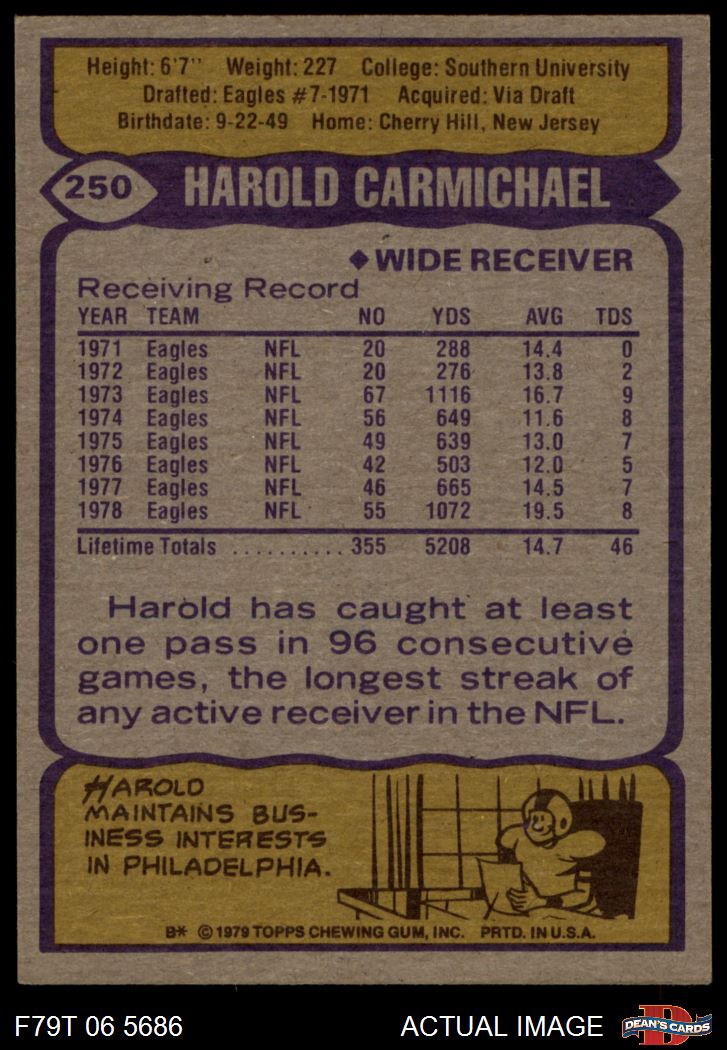 Height: 6'7" Weight: 227 College: Southern University
Drafted: Eagles #7-1971 Acquired: Via Draft
Birthdate: 9-22-49 Home: Cherry Hill, New Jersey
250 HAROLD CARMICHAEL
◆ WIDE RECEIVER
Receiving Record
YEAR TEAM NO YDS AVG TDS
1971 Eagles NFL 20 288 14.4 0
1972 Eagles NFL 20 276 13.8 2
1973 Eagles NFL 67 1116 16.7 9
1974 Eagles NFL 56 649 11.6 8
1975 Eagles NFL 49 639 13.0 7
1976 Eagles NFL 42 503 12.0 5
1977 Eagles NFL 46 665 14.5 7
1978 Eagles NFL 55 1072 19.5 8
Lifetime Totals .......... 355 5208 14.7 46
Harold has caught at least
one pass in 96 consecutive
games, the longest streak of
any active receiver in the NFL.
HAROLD
MAINTAINS BUS-
INESS INTERESTS
IN PHILADELPHIA.
B* © 1979 TOPPS CHEWING GUM, INC. PRTD. IN U.S.A.
F79T 06 5686 ACTUAL IMAGE D DEAN'S CARDS